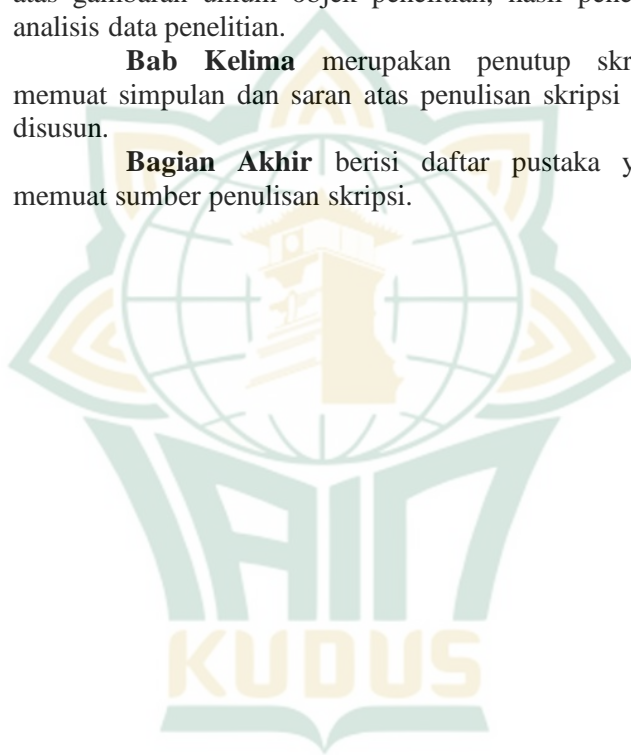 atas gambaran umum objek penelitian, hasil pene
analisis data penelitian.
Bab Kelima merupakan penutup skr
memuat simpulan dan saran atas penulisan skripsi
disusun.
Bagian Akhir berisi daftar pustaka y
memuat sumber penulisan skripsi.
IAIN
KUDUS